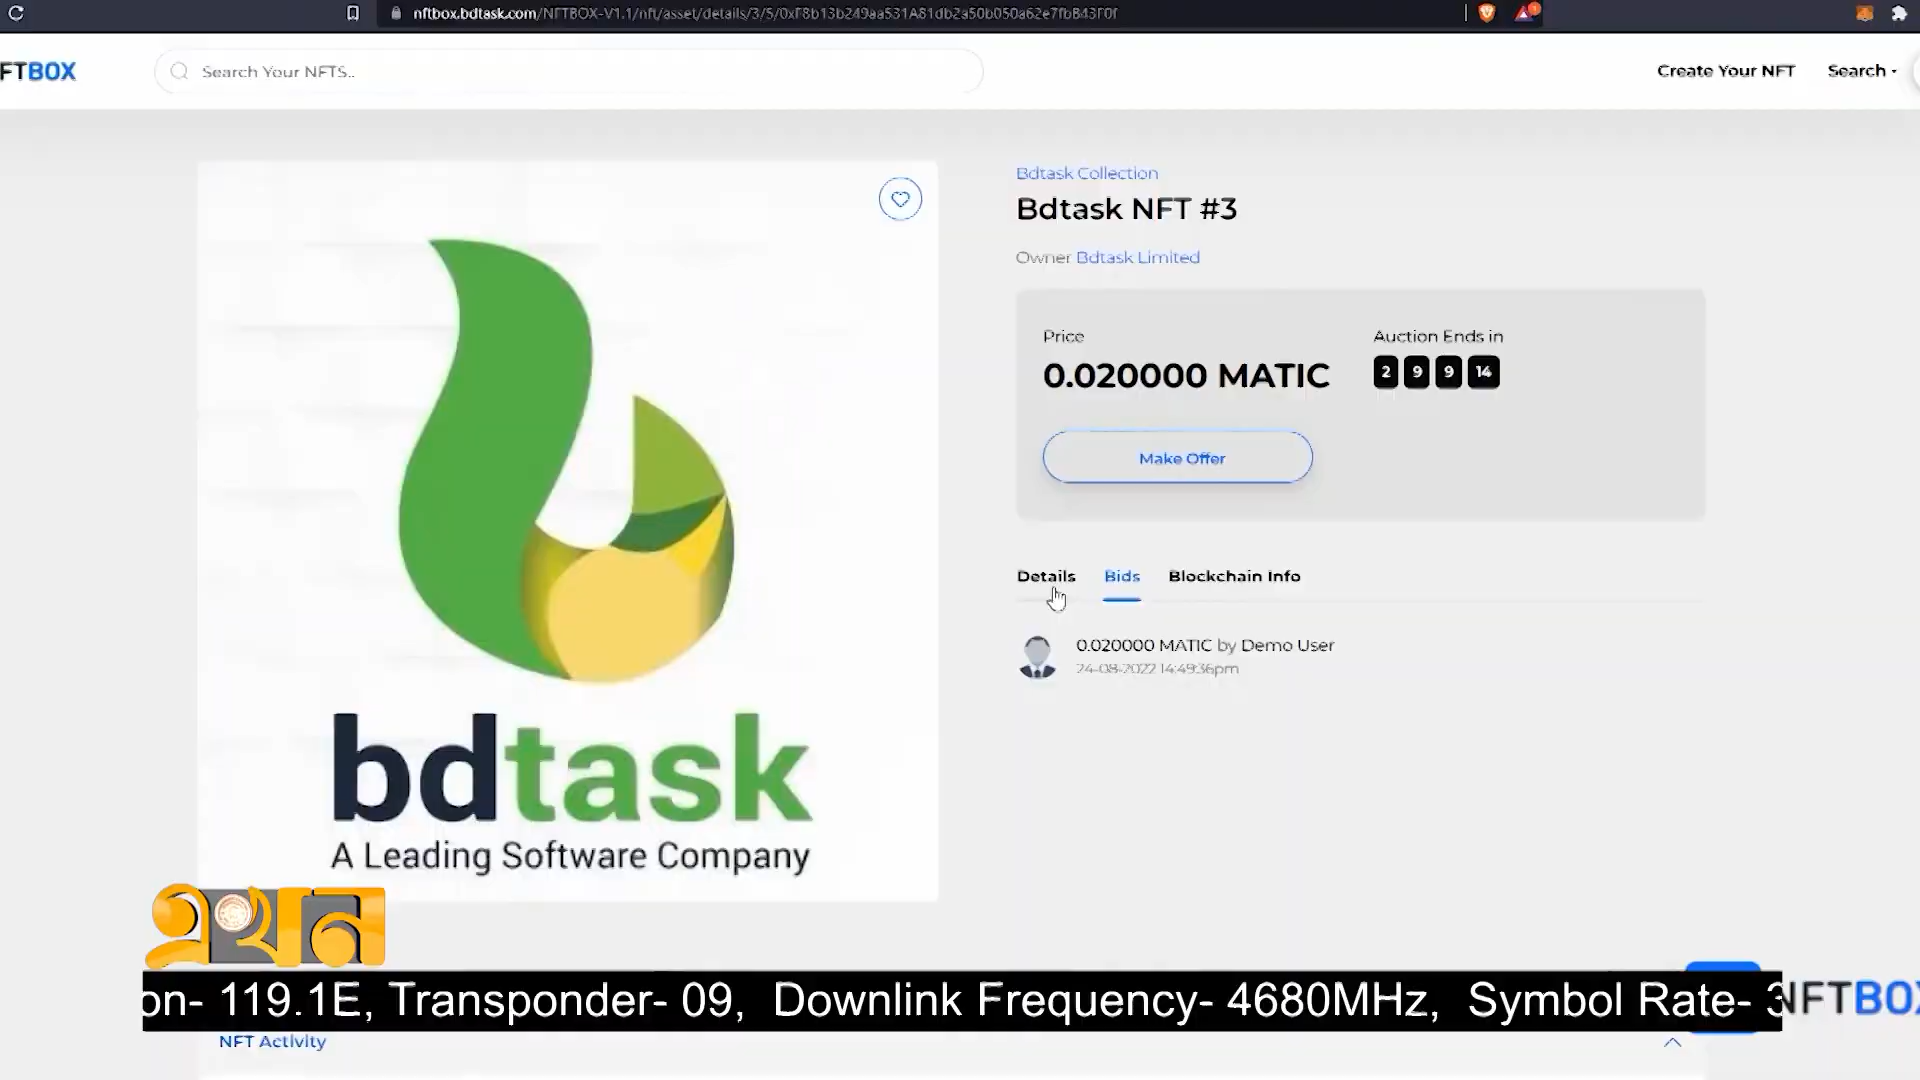 nftbox.bdtask.com/NFTBOX-V1.1/nft/asset/details/3/5/
FTBOX
Search Your NFTS..
Create Your NFT
Search
Bdtask Collection
Bdtask NFT #3
Owner Bdtask Limited
Price
Auction Ends in
0.020000 MATIC
2 9 9 14
Make Offer
Details
Bids
Blockchain Info
0.020000 MATIC by Demo User
24-08-2022 14:49:36pm
bdtask
A Leading Software Company
এখন
on- 119.1E, Transponder- 09, Downlink Frequency- 4680MHz, Symbol Rate- 3
NFTBO
NFT Activity